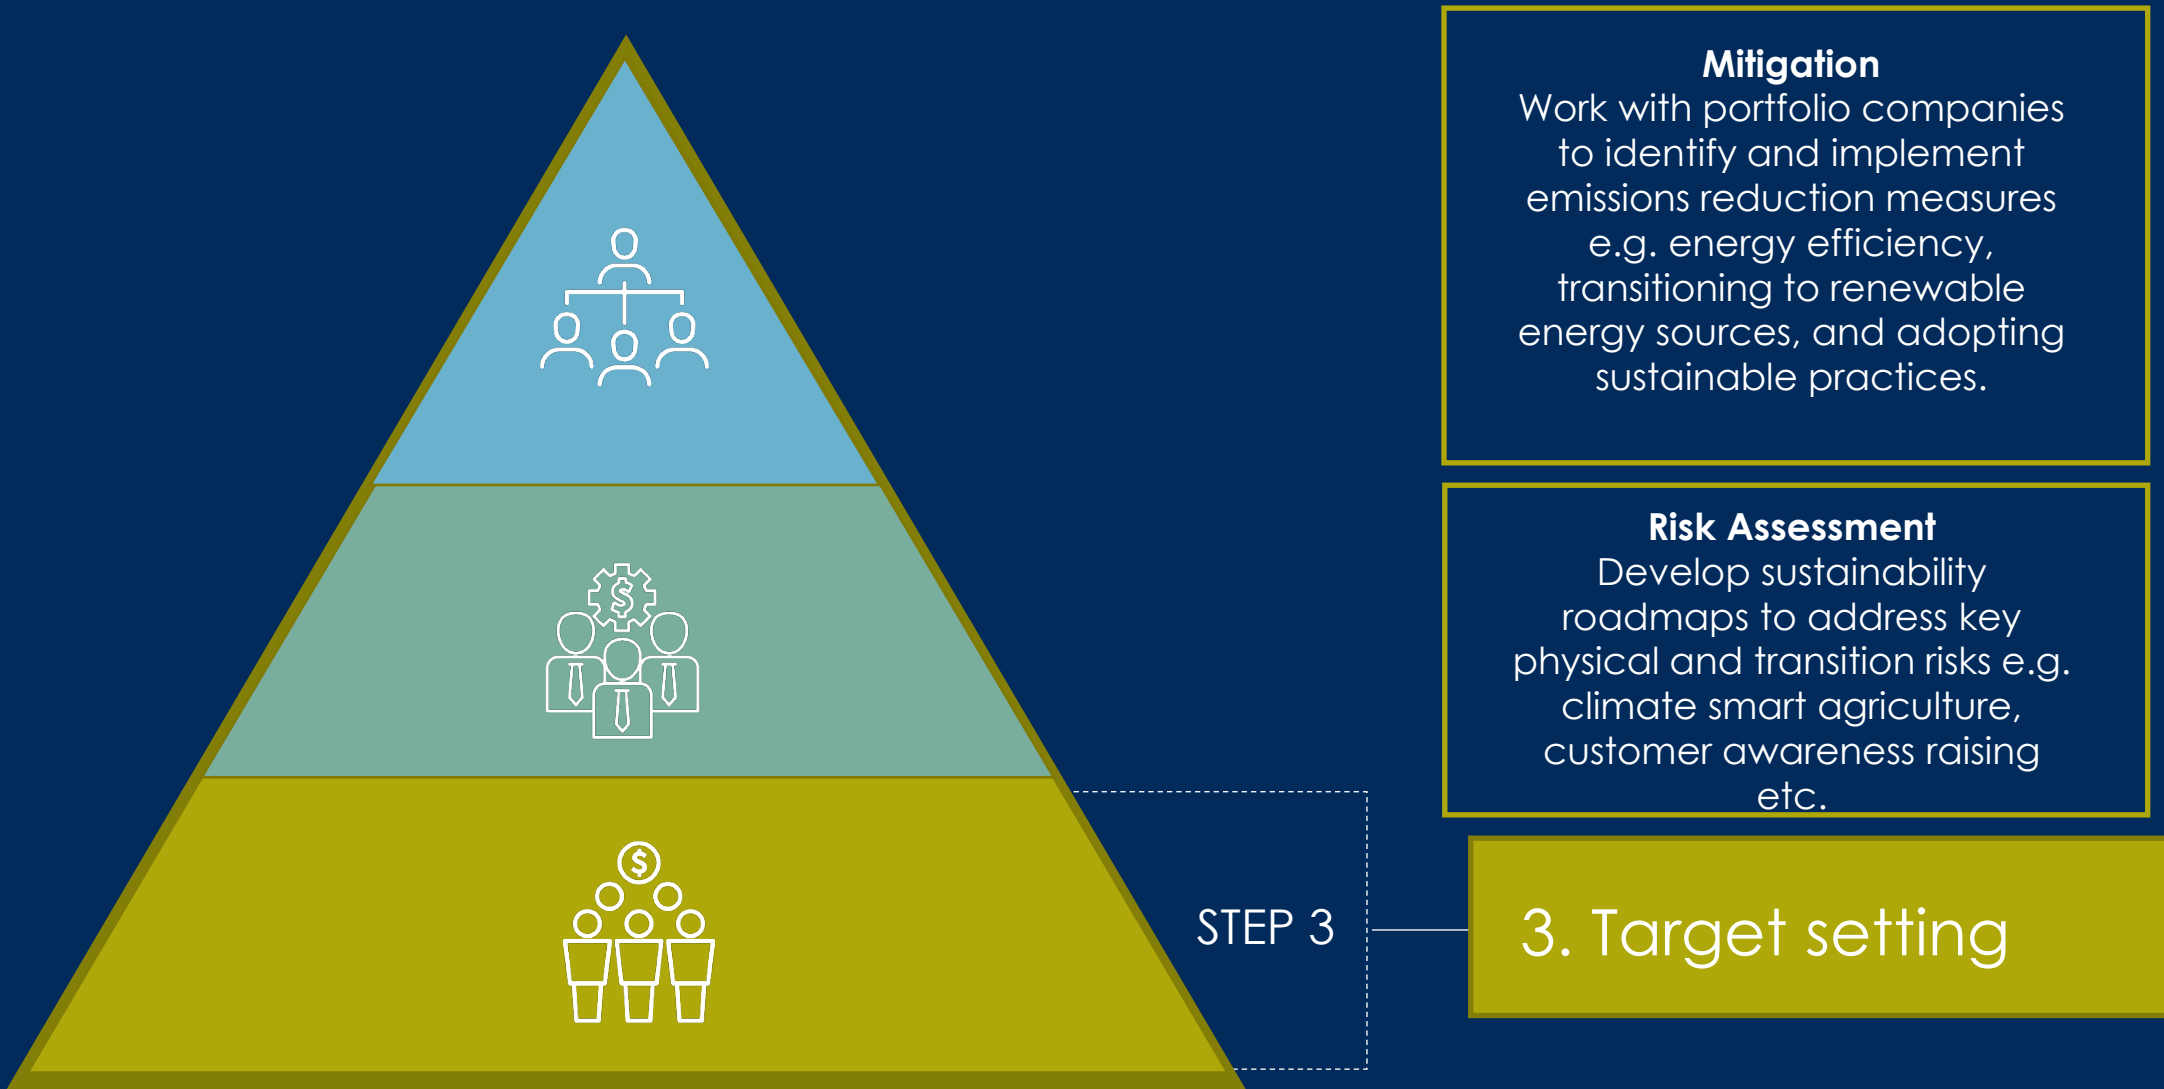 Mitigation
Work with portfolio companies
to identify and implement
emissions reduction measures
e.g. energy efficiency,
transitioning to renewable
energy sources, and adopting
sustainable practices.
Risk Assessment
Develop sustainability
roadmaps to address key
physical and transition risks e.g.
climate smart agriculture,
customer awareness raising
etc.
STEP 3
3. Target setting
$
$